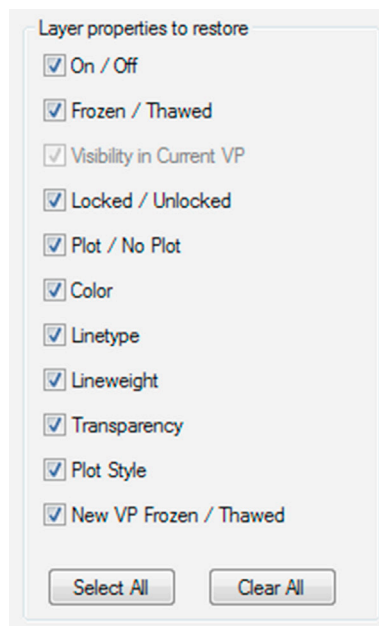 Layer properties to restore
On / Off
Frozen / Thawed
Visibility in Current VP
Locked / Unlocked
Plot / No Plot
Color
Linetype
Lineweight
Transparency
Plot Style
New VP Frozen / Thawed
Select All Clear All